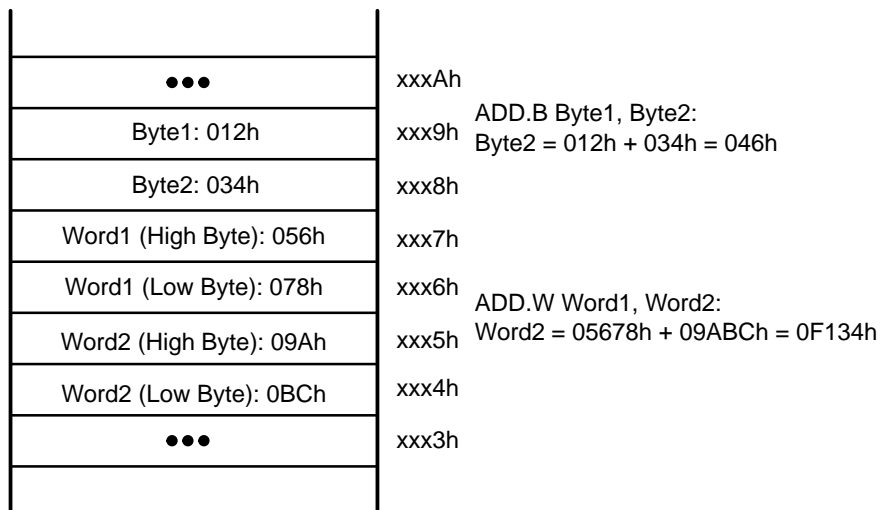 ●●●
xxxAh
Byte1: 012h
xxx9h
ADD.B Byte1, Byte2:
Byte2 = 012h + 034h = 046h
Byte2: 034h
xxx8h
Word1 (High Byte): 056h
xxx7h
Word1 (Low Byte): 078h
xxx6h
ADD.W Word1, Word2:
Word2 = 05678h + 09ABCh = 0F134h
Word2 (High Byte): 09Ah
xxx5h
Word2 (Low Byte): 0BCh
xxx4h
●●●
xxx3h